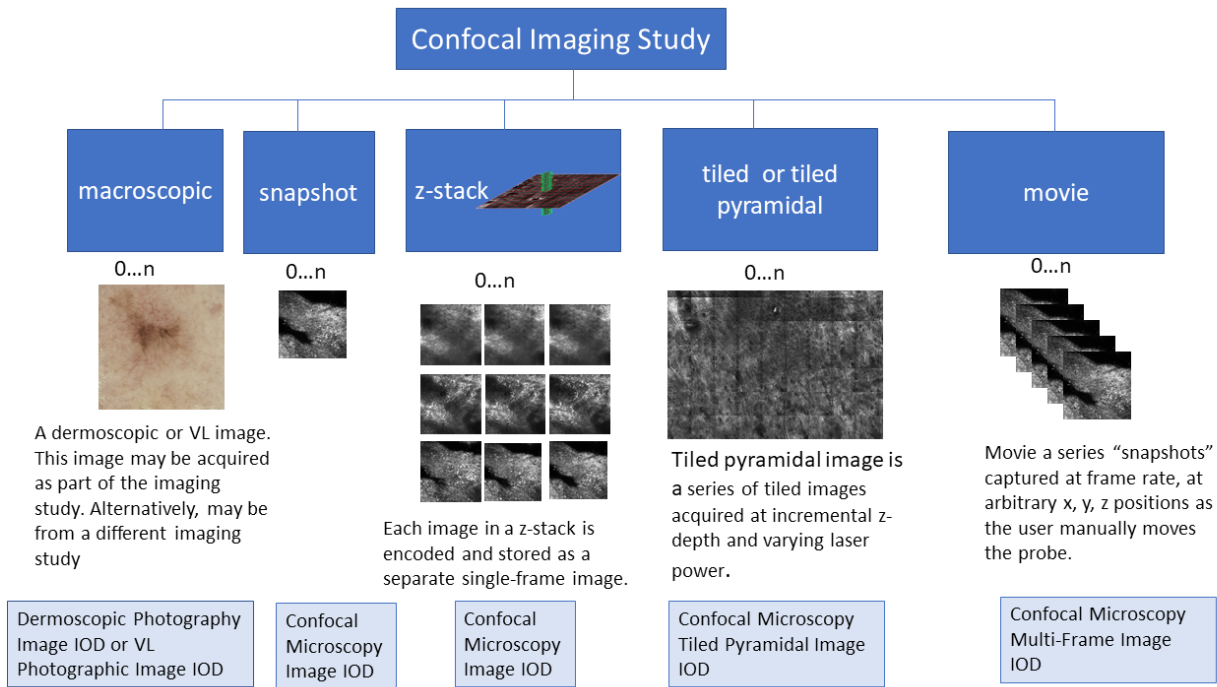 Confocal Imaging Study
macroscopic
snapshot
z-stack
tiled or tiled
pyramidal
movie
0...n
0...n
0...n
0...n
0...n
A dermoscopic or VL image.
This image may be acquired
as part of the imaging
study. Alternatively, may be
from a different imaging
study
Each image in a z-stack is
encoded and stored as a
separate single-frame image.
Tiled pyramidal image is
a series of tiled images
acquired at incremental z-
depth and varying laser
power.
Movie a series “snapshots”
captured at frame rate, at
arbitrary x, y, z positions as
the user manually moves
the probe.
Dermoscopic Photography
Image IOD or VL
Photographic Image IOD
Confocal
Microscopy
Image IOD
Confocal
Microscopy
Image IOD
Confocal Microscopy
Tiled Pyramidal Image
IOD
Confocal Microscopy
Multi-Frame Image
IOD